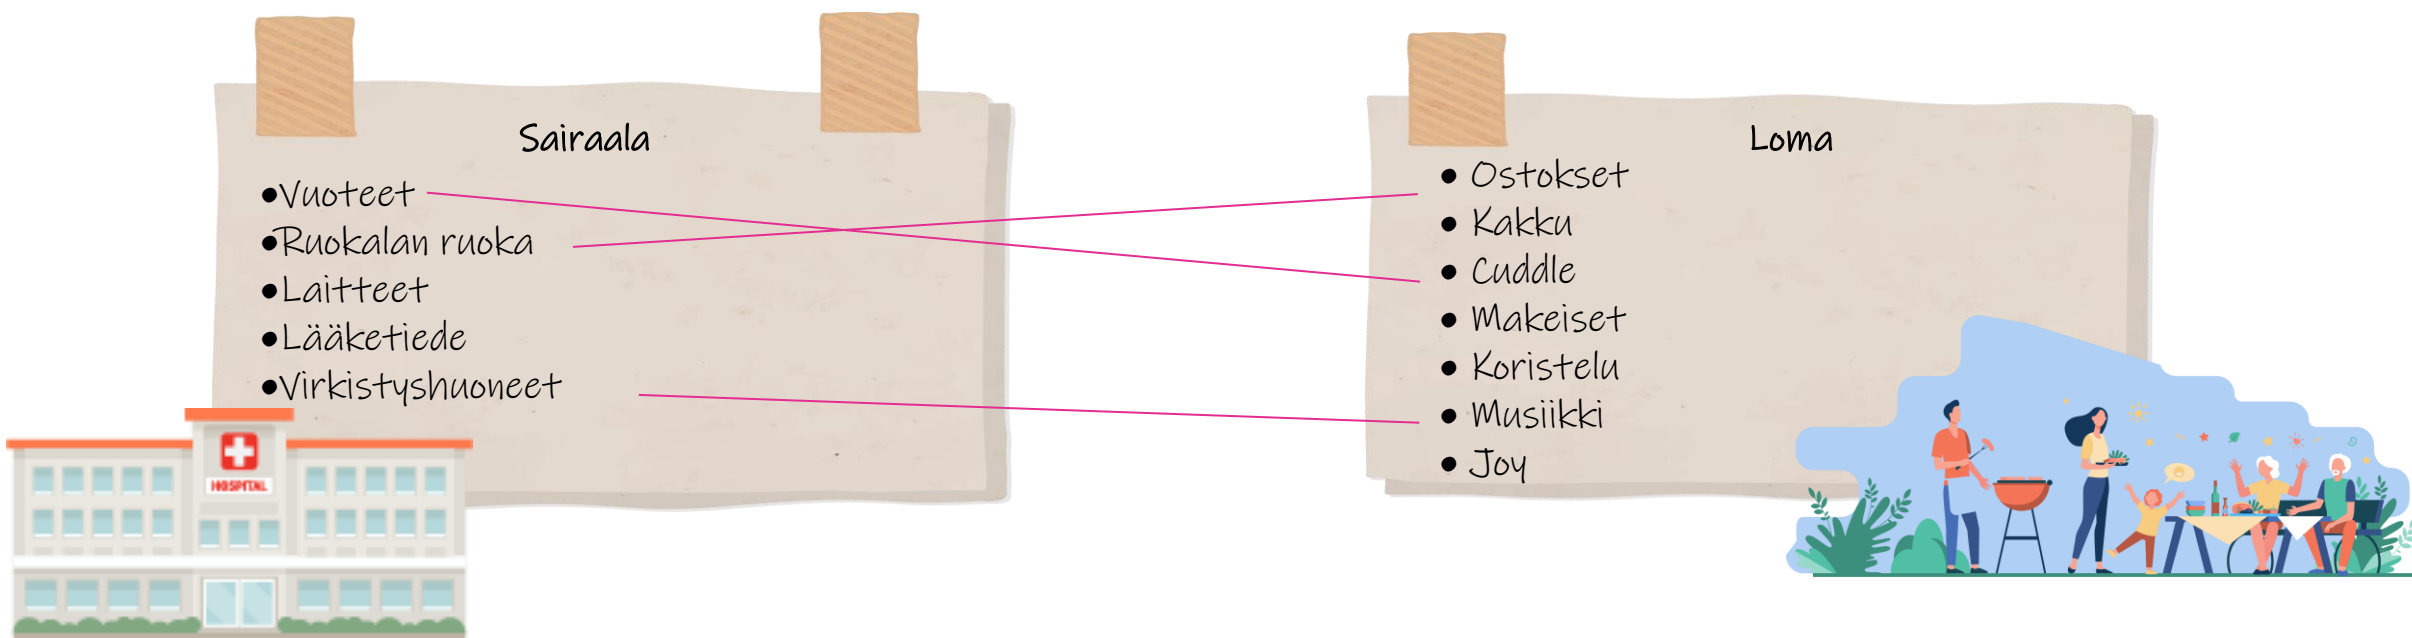 Sairaala
•Vuoteet
•Ruokalan ruoka
•Laitteet
•Lääketiede
•Virkistyshuoneet
HOSPITAL
Loma
• Ostokset
• Kakku
• Cuddle
• Makeiset
• Koristelu
• Musiikki
• Joy